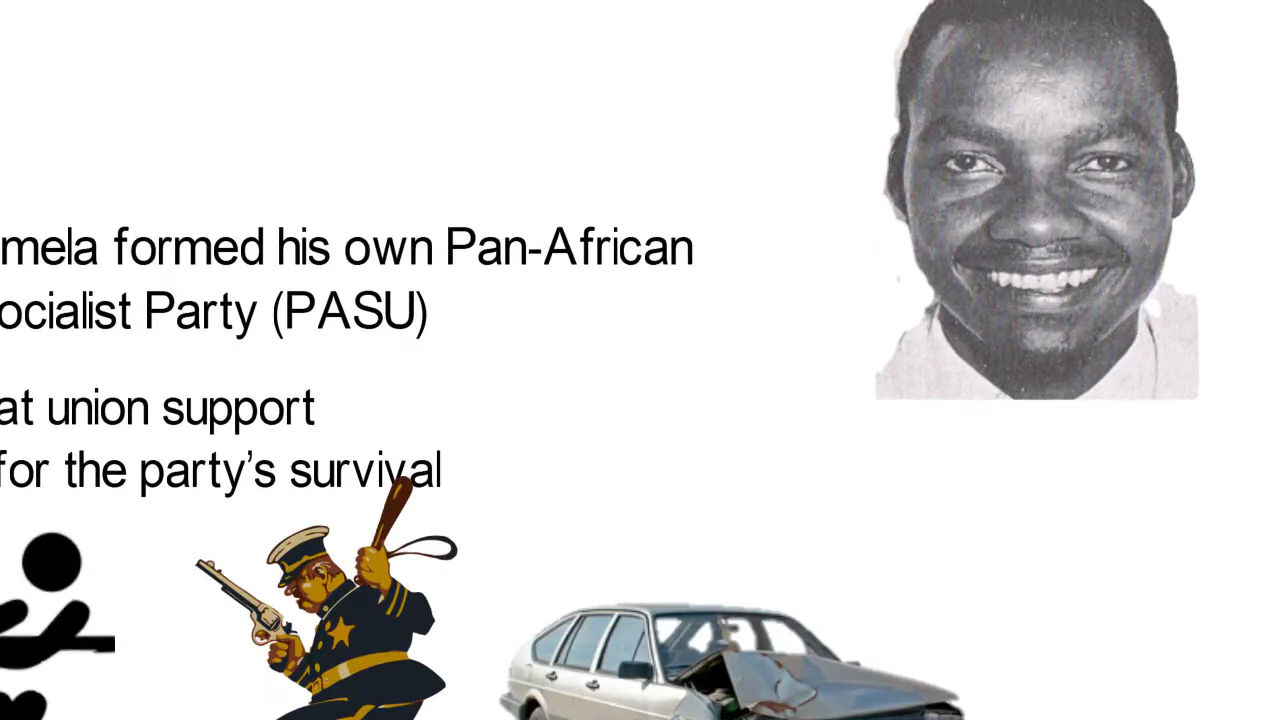 mela formed his own Pan-African
ocialist Party (PASU)
at union support
for the party’s survival